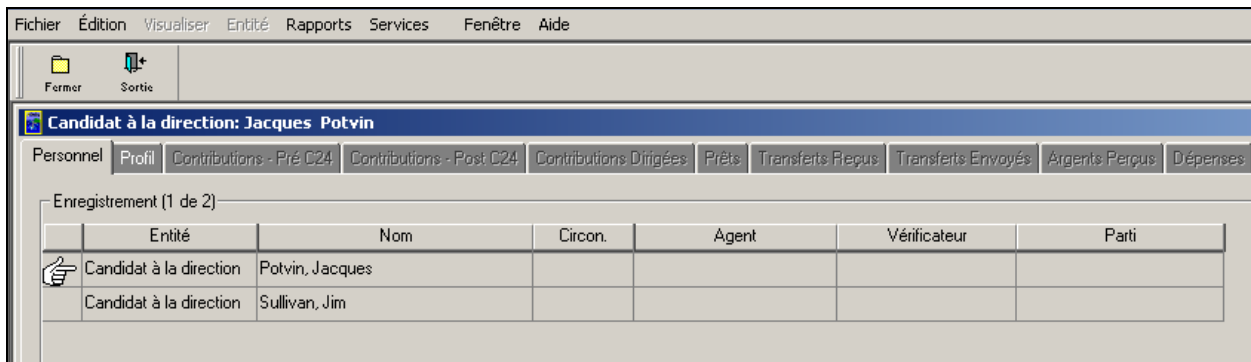 Fichier Édition Visualiser Entité Rapports Services Fenêtre Aide
Fermer Sortie
Candidat à la direction: Jacques Potvin
Personnel Profil Contributions - Pré C24 Contributions - Post C24 Contributions Dirigées Prêts Transferts Reçus Transferts Envoyés Argents Perçus Dépenses
Enregistrement (1 de 2)
Entité Nom Circon. Agent Vérificateur Parti
Candidat à la direction Potvin, Jacques
Candidat à la direction Sullivan, Jim